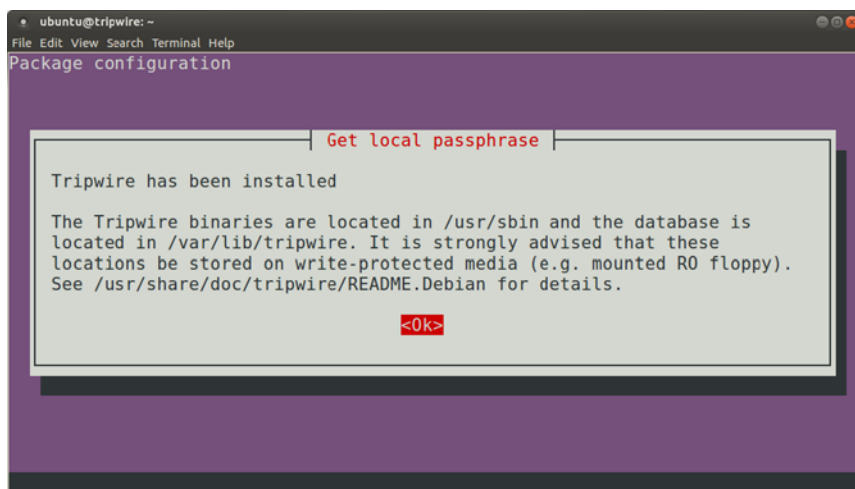 ubuntu@tripwire: ~
File Edit View Search Terminal Help
Package configuration
Get local passphrase
Tripwire has been installed
The Tripwire binaries are located in /usr/sbin and the database is
located in /var/lib/tripwire. It is strongly advised that these
locations be stored on write-protected media (e.g. mounted RO floppy).
See /usr/share/doc/tripwire/README.Debian for details.
<Ok>